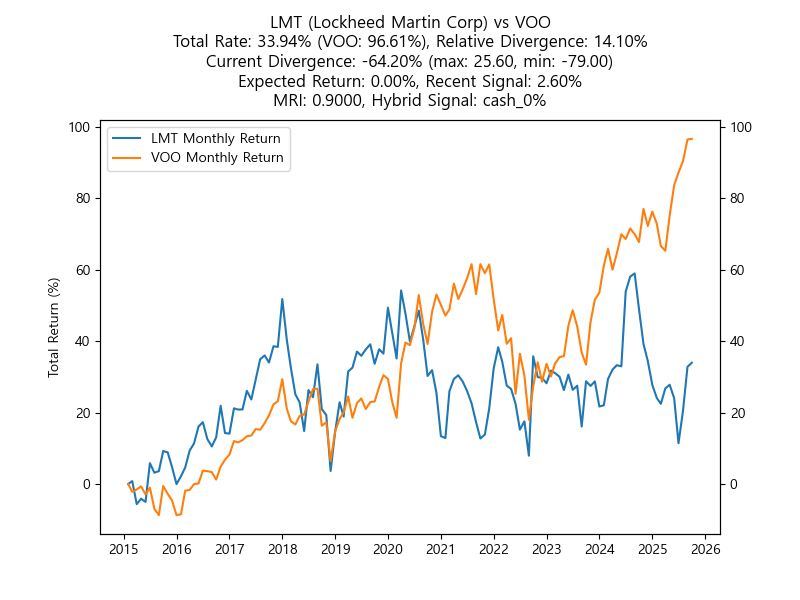 LMT (Lockheed Martin Corp) vs VOO
Total Rate: 33.94% (VOO: 96.61%), Relative Divergence: 14.10%
Current Divergence: -64.20% (max: 25.60, min: -79.00)
Expected Return: 0.00%, Recent Signal: 2.60%
MRI: 0.9000, Hybrid Signal: cash_0%
LMT Monthly Return
VOO Monthly Return
Total Return (%)
100
80
60
40
20
0
100
80
60
40
20
0
2015 2016 2017 2018 2019 2020 2021 2022 2023 2024 2025 2026